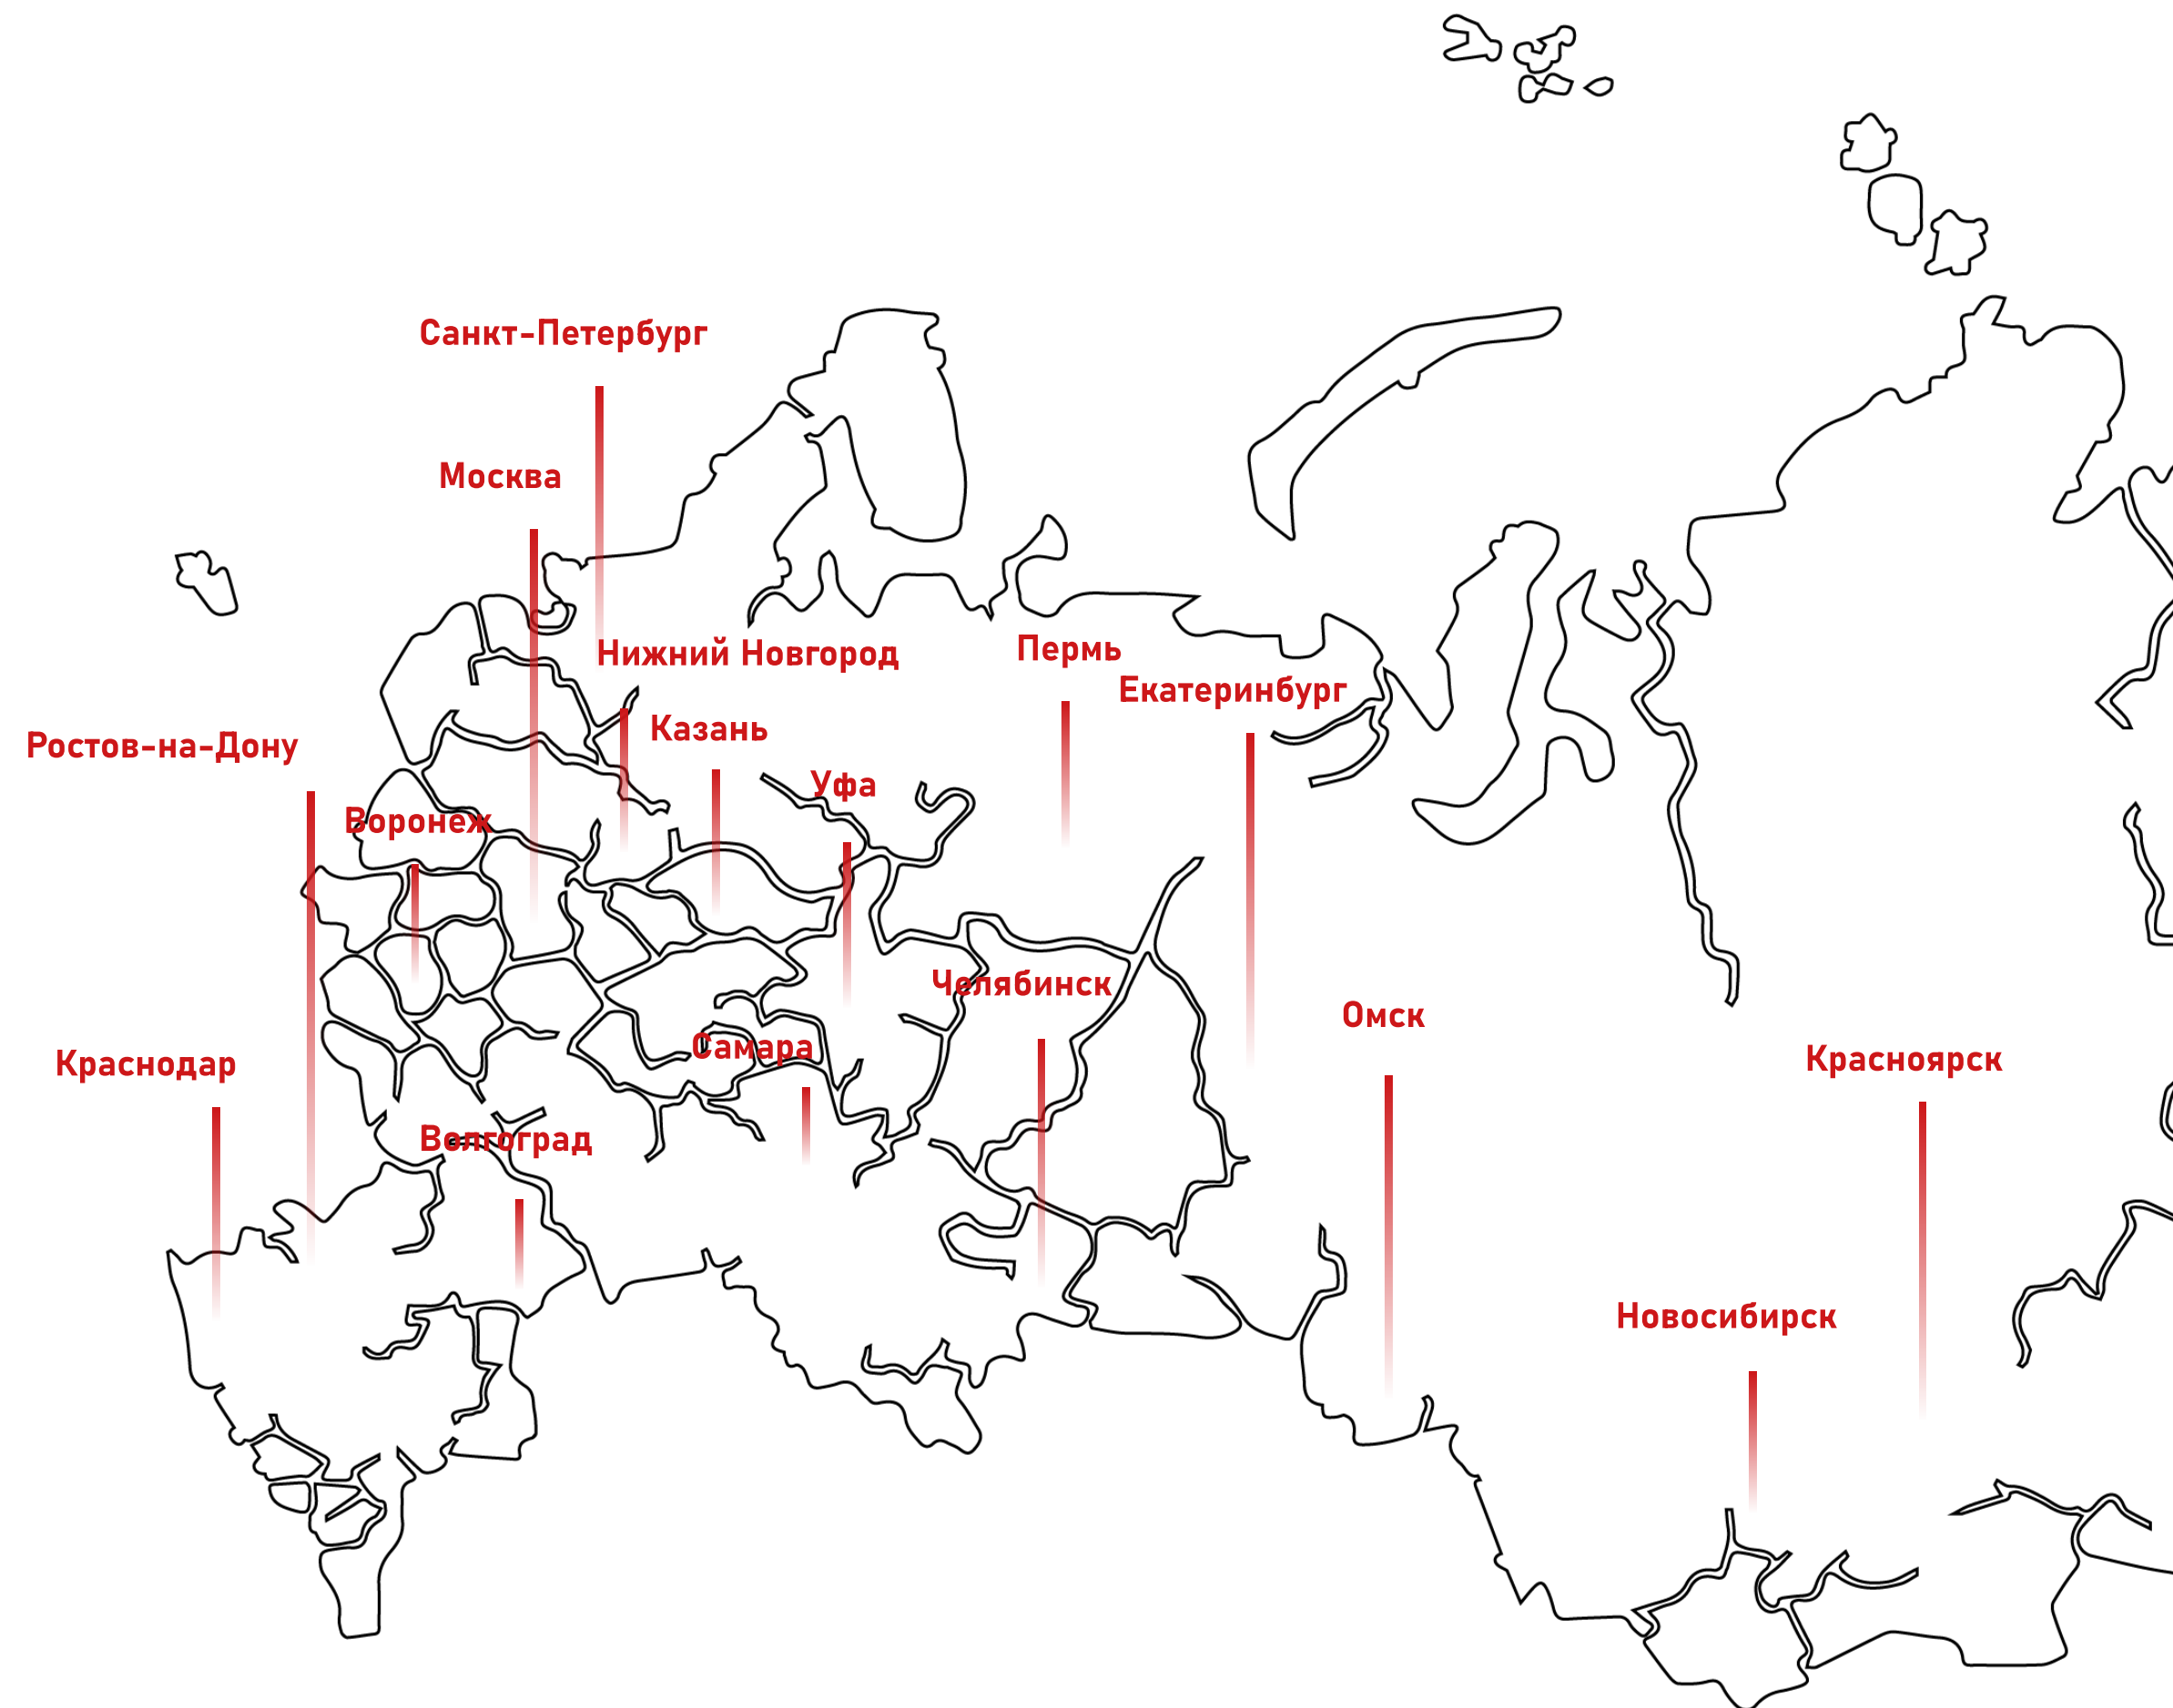 Санкт-Петербург
Москва
Нижний Новгород
Пермь
Екатеринбург
Казань
Ростов-на-Дону
Уфа
Воронеж
Челябинск
Омск
Самара
Красноярск
Краснодар
Волгоград
Новосибирск